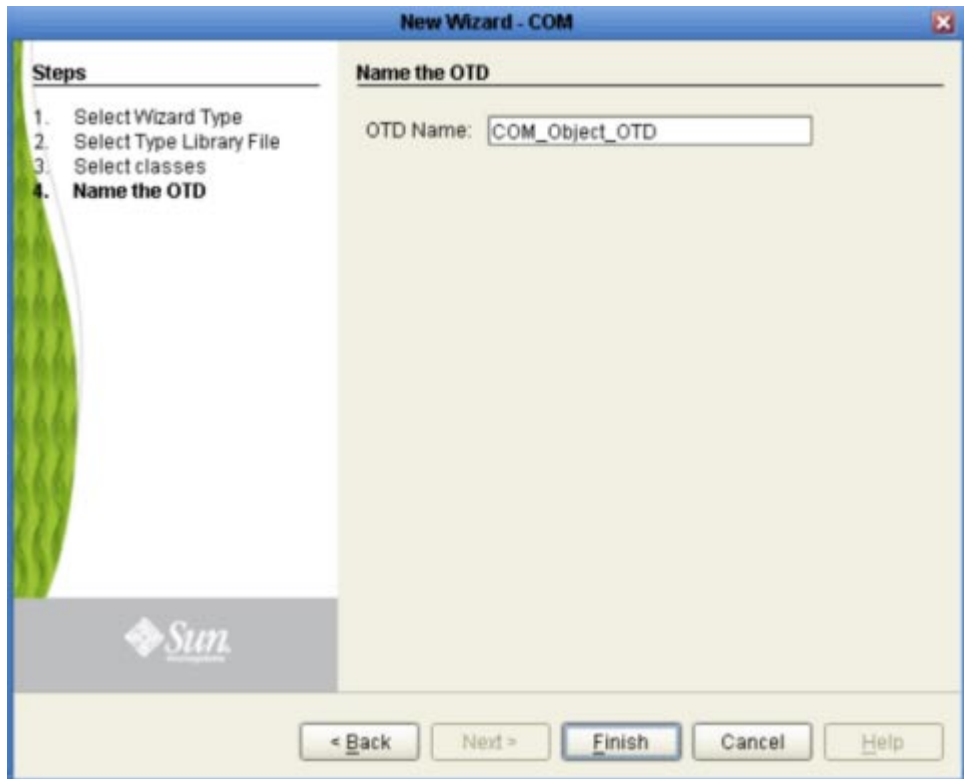 New Wizard - COM
Steps
1. Select Wizard Type
2. Select Type Library File
3. Select classes
4. Name the OTD
Name the OTD
OTD Name: COM_Object_OTD
Sun
microsystems
< Back
Next >
Finish
Cancel
Help